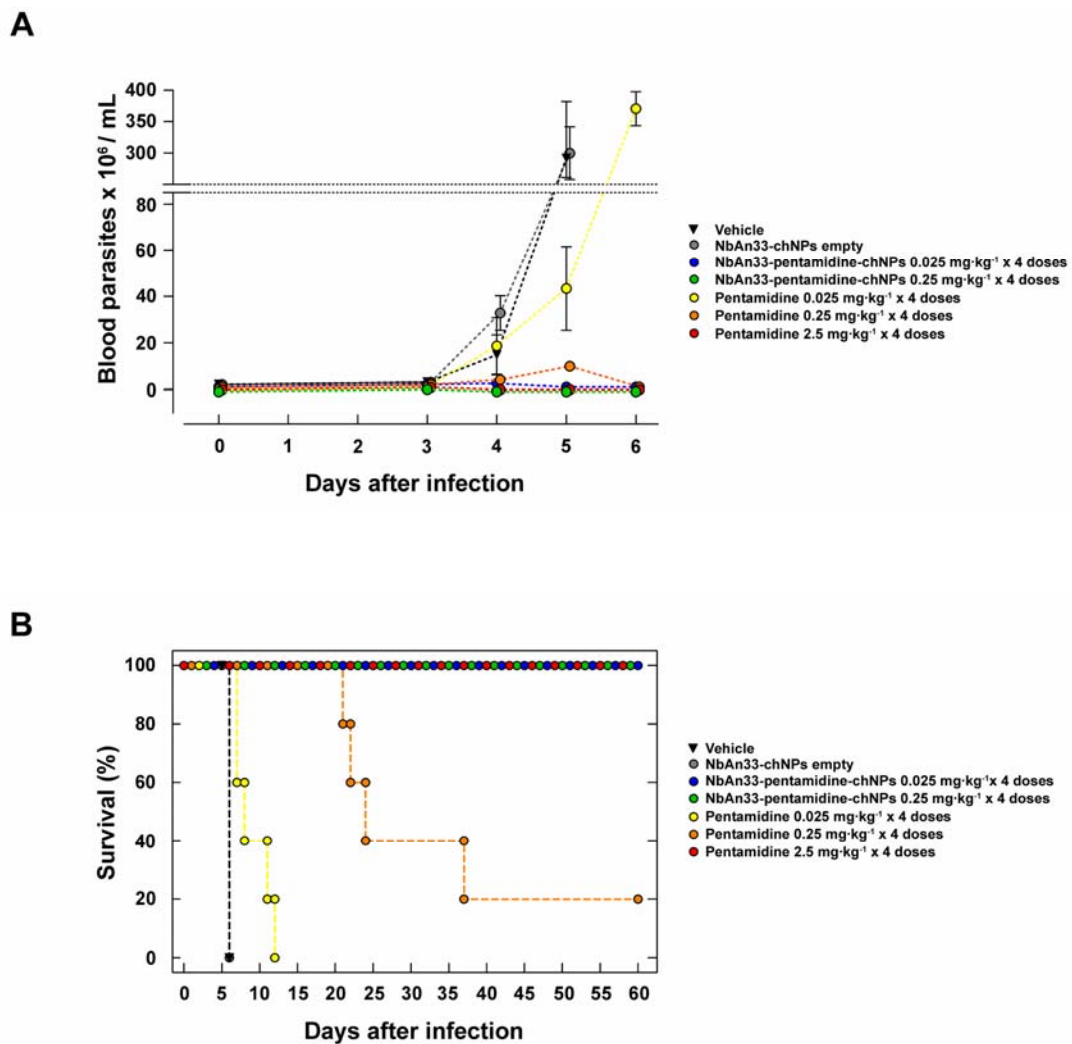 A
Blood parasites x 10⁶ / mL
400
350
300
80
60
40
20
0
0 1 2 3 4 5 6
Days after infection
Vehicle
NbAn33-chNPs empty
NbAn33-pentamidine-chNPs 0.025 mg·kg⁻¹ x 4 doses
NbAn33-pentamidine-chNPs 0.25 mg·kg⁻¹ x 4 doses
Pentamidine 0.025 mg·kg⁻¹ x 4 doses
Pentamidine 0.25 mg·kg⁻¹ x 4 doses
Pentamidine 2.5 mg·kg⁻¹ x 4 doses
B
Survival (%)
100
80
60
40
20
0
0 5 10 15 20 25 30 35 40 45 50 55 60
Days after infection
Vehicle
NbAn33-chNPs empty
NbAn33-pentamidine-chNPs 0.025 mg·kg⁻¹x 4 doses
NbAn33-pentamidine-chNPs 0.25 mg·kg⁻¹ x 4 doses
Pentamidine 0.025 mg·kg⁻¹ x 4 doses
Pentamidine 0.25 mg·kg⁻¹ x 4 doses
Pentamidine 2.5 mg·kg⁻¹ x 4 doses